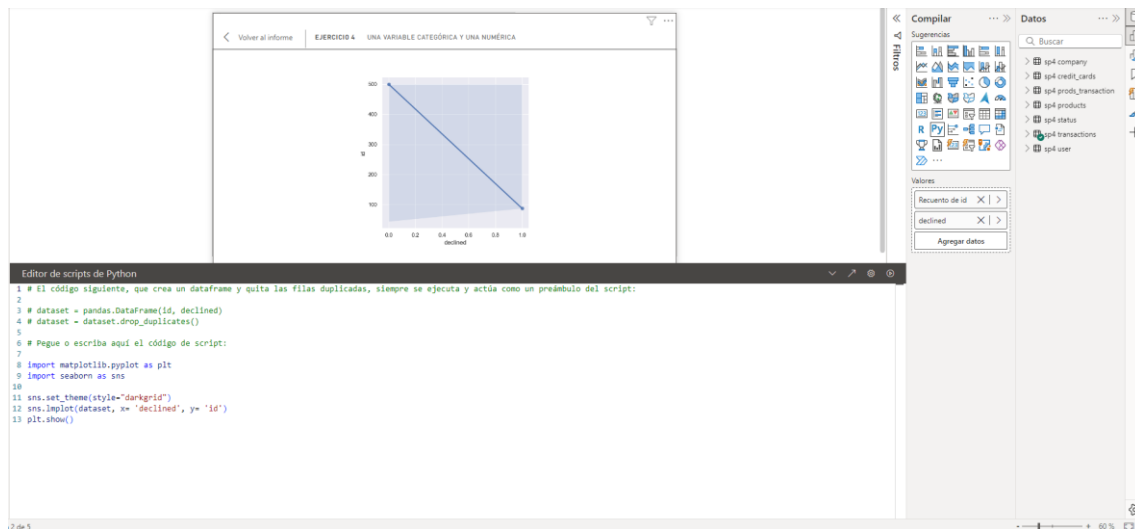 Volver al informe
EJERCICIO 4 UNA VARIABLE CATEGÓRICA Y UNA NUMÉRICA
500
400
300
200
100
id
0.0 0.2 0.4 0.6 0.8 1.0
declined
Filtros
Compilar
Sugerencias
R Py
Valores
Recuento de id
declined
Agregar datos
Datos
Buscar
sp4 company
sp4 credit_cards
sp4 prods_transaction
sp4 products
sp4 status
sp4 transactions
sp4 user
Editor de scripts de Python
1 # El código siguiente, que crea un dataframe y quita las filas duplicadas, siempre se ejecuta y actúa como un preámbulo del script:
2
3 # dataset = pandas.DataFrame(id, declined)
4 # dataset = dataset.drop_duplicates()
5
6 # Pegue o escriba aquí el código de script:
7
8 import matplotlib.pyplot as plt
9 import seaborn as sns
10
11 sns.set_theme(style="darkgrid")
12 sns.lmplot(dataset, x= 'declined', y= 'id')
13 plt.show()
2 de 5
60 %